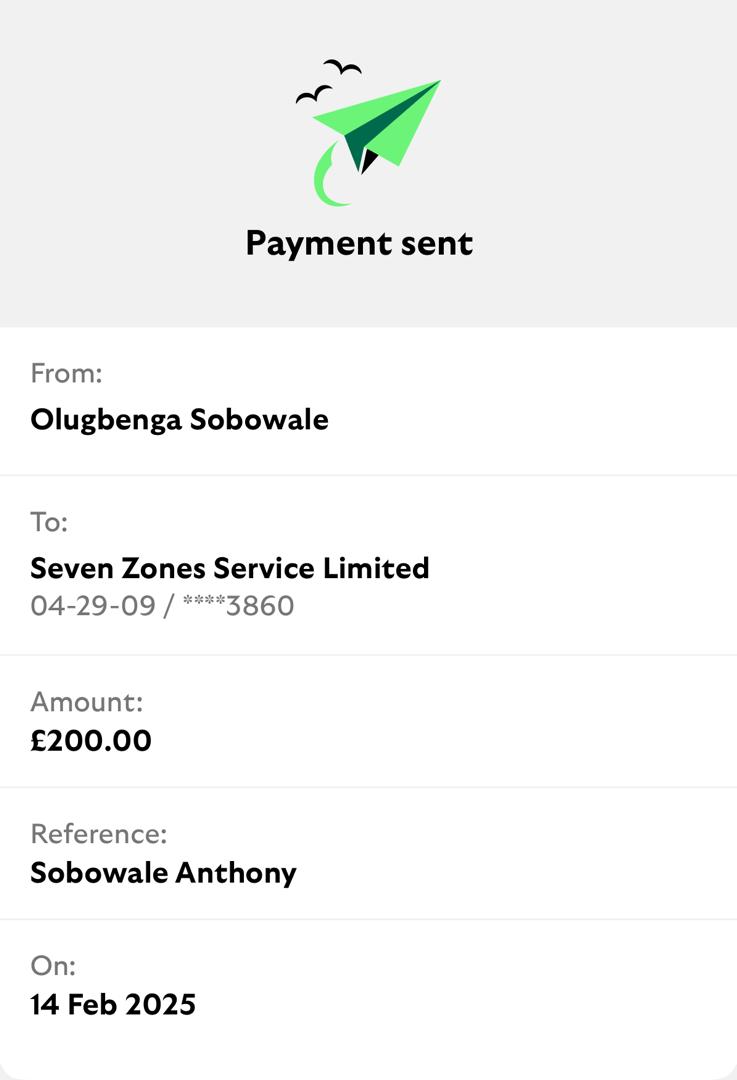 Payment sent
From:
Olugbenga Sobowale
To:
Seven Zones Service Limited
04-29-09 / ****3860
Amount:
£200.00
Reference:
Sobowale Anthony
On:
14 Feb 2025